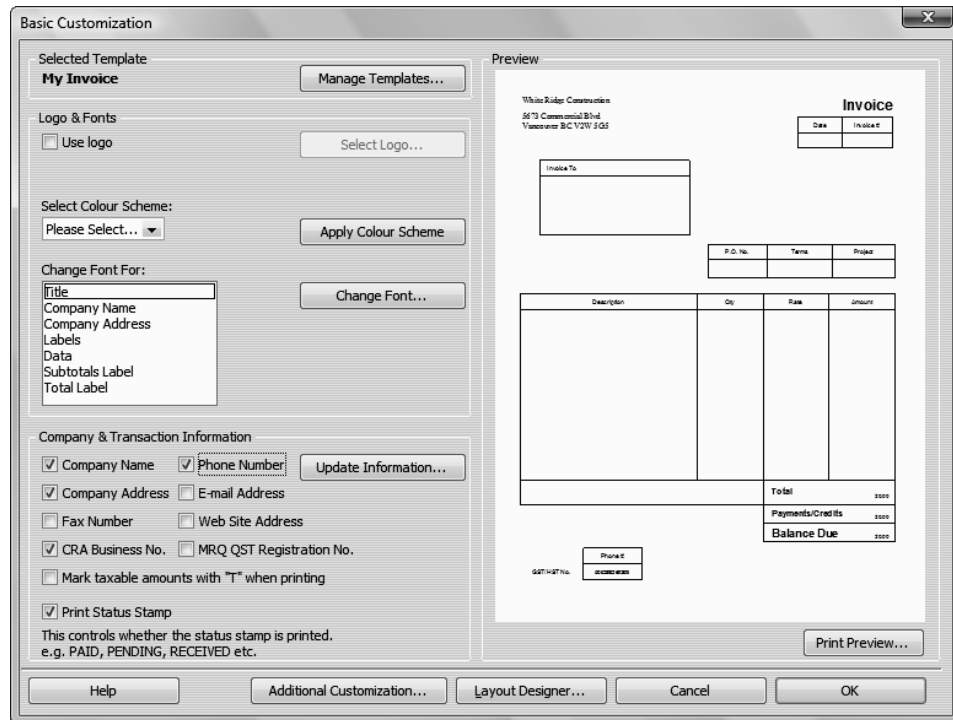 Basic Customization
X
Selected Template
My Invoice
Manage Templates...
Logo & Fonts
Use logo
Select Logo...
Select Colour Scheme:
Please Select...
Apply Colour Scheme
Change Font For:
Title
Company Name
Company Address
Labels
Data
Subtotals Label
Total Label
Change Font...
Company & Transaction Information
Company Name
Phone Number
Update Information...
Company Address
E-mail Address
Fax Number
Web Site Address
CRA Business No.
MRQ QST Registration No.
Mark taxable amounts with "T" when printing
Print Status Stamp
This controls whether the status stamp is printed.
e.g. PAID, PENDING, RECEIVED etc.
Preview
White Ridge Construction
5673 Commercial Blvd
Vancouver BC V2W 5G5
Invoice
Date
Invoice #
Invoice To
P.O. No.
Terms
Project
Description
Qty
Rate
Amount
Total
Payments/Credits
Balance Due
Phone #
GST/HST No.
Print Preview...
Help
Additional Customization...
Layout Designer...
Cancel
OK